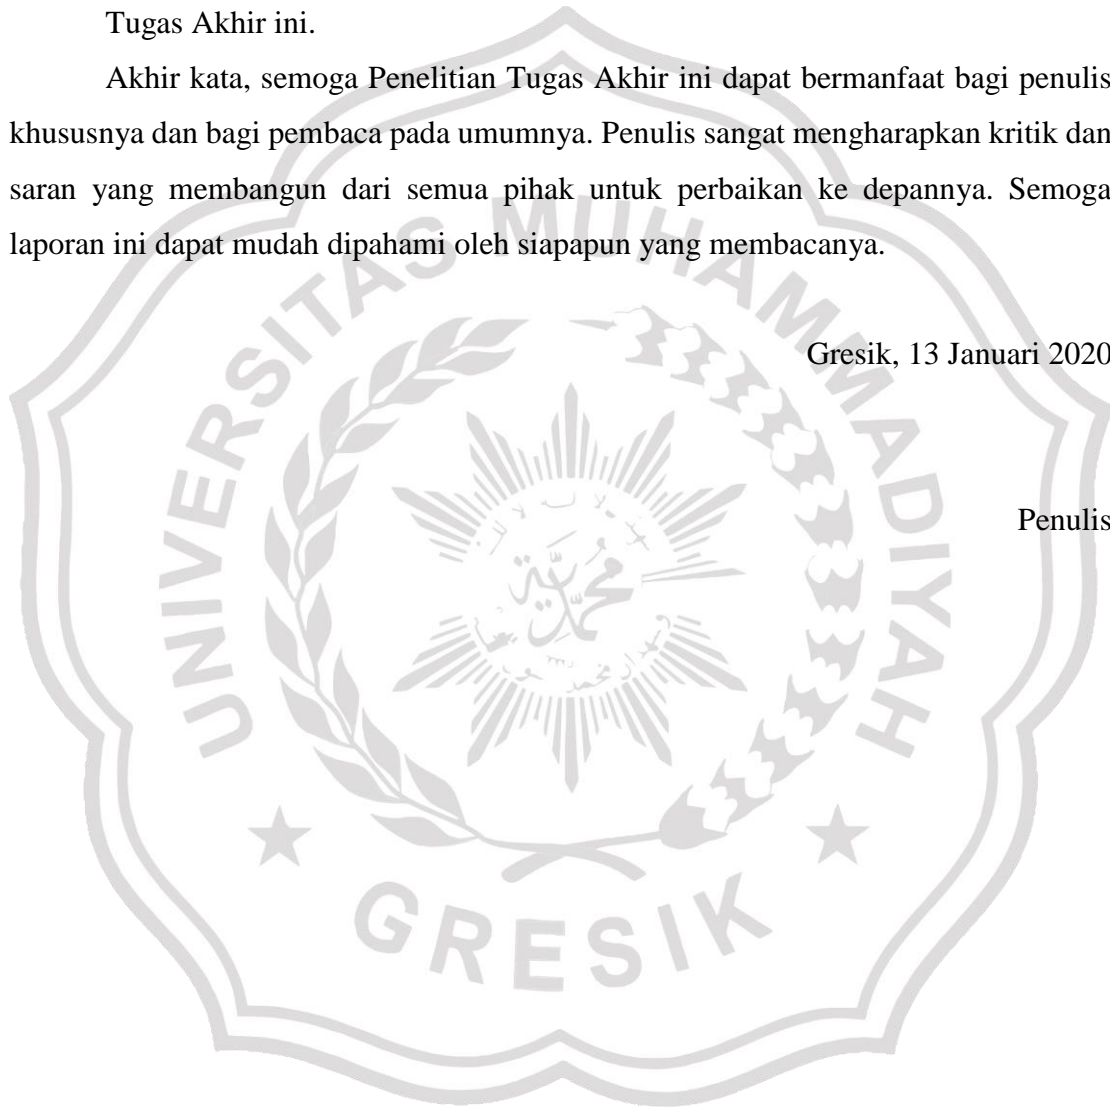 Tugas Akhir ini.
Akhir kata, semoga Penelitian Tugas Akhir ini dapat bermanfaat bagi penulis
khususnya dan bagi pembaca pada umumnya. Penulis sangat mengharapkan kritik dan
saran yang membangun dari semua pihak untuk perbaikan ke depannya. Semoga
laporan ini dapat mudah dipahami oleh siapapun yang membacanya.
Gresik, 13 Januari 2020
Penulis
UNIVERSITAS MUHAMMADIYAH
GRESIK